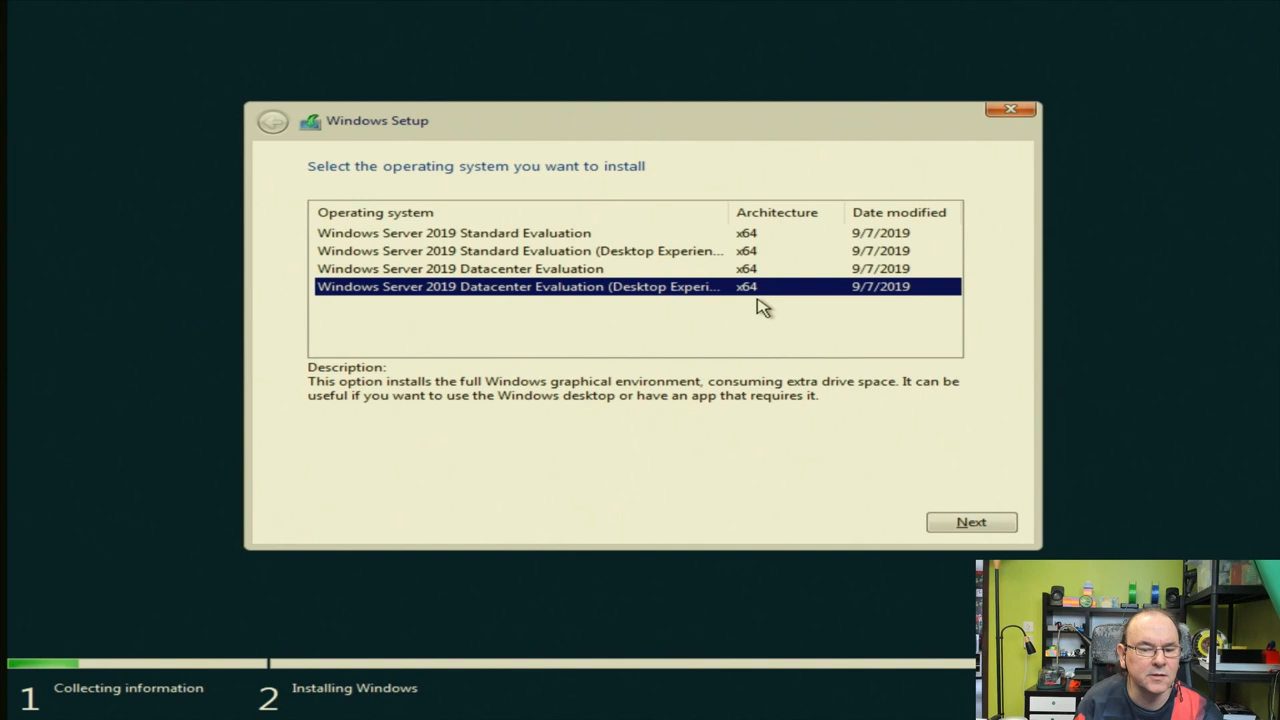 Windows Setup
Select the operating system you want to install
Operating system Architecture Date modified
Windows Server 2019 Standard Evaluation x64 9/7/2019
Windows Server 2019 Standard Evaluation (Desktop Experien... x64 9/7/2019
Windows Server 2019 Datacenter Evaluation x64 9/7/2019
Windows Server 2019 Datacenter Evaluation (Desktop Experi... x64 9/7/2019
Description:
This option installs the full Windows graphical environment, consuming extra drive space. It can be
useful if you want to use the Windows desktop or have an app that requires it.
Next
1 Collecting information 2 Installing Windows